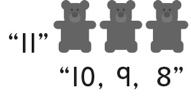 “11”
“10, 9, 8”